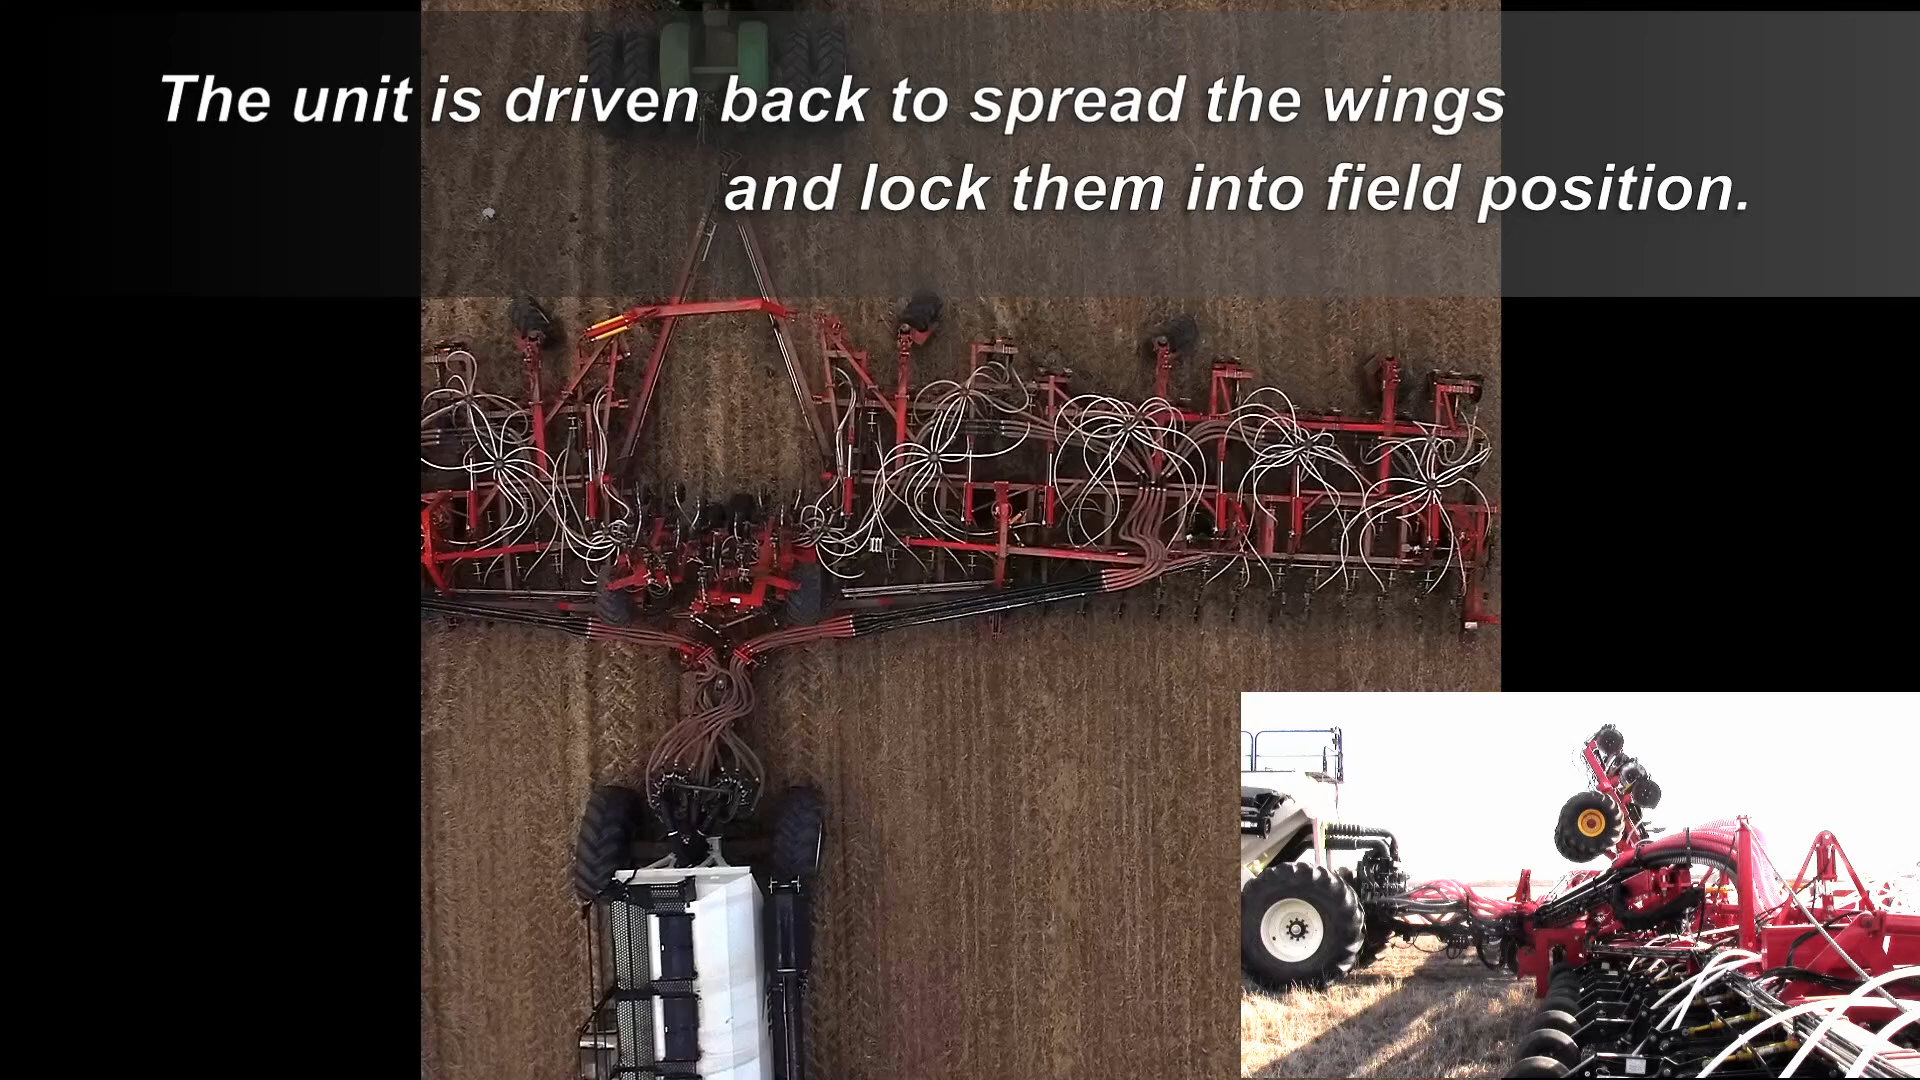 The unit is driven back to spread the wings
and lock them into field position.